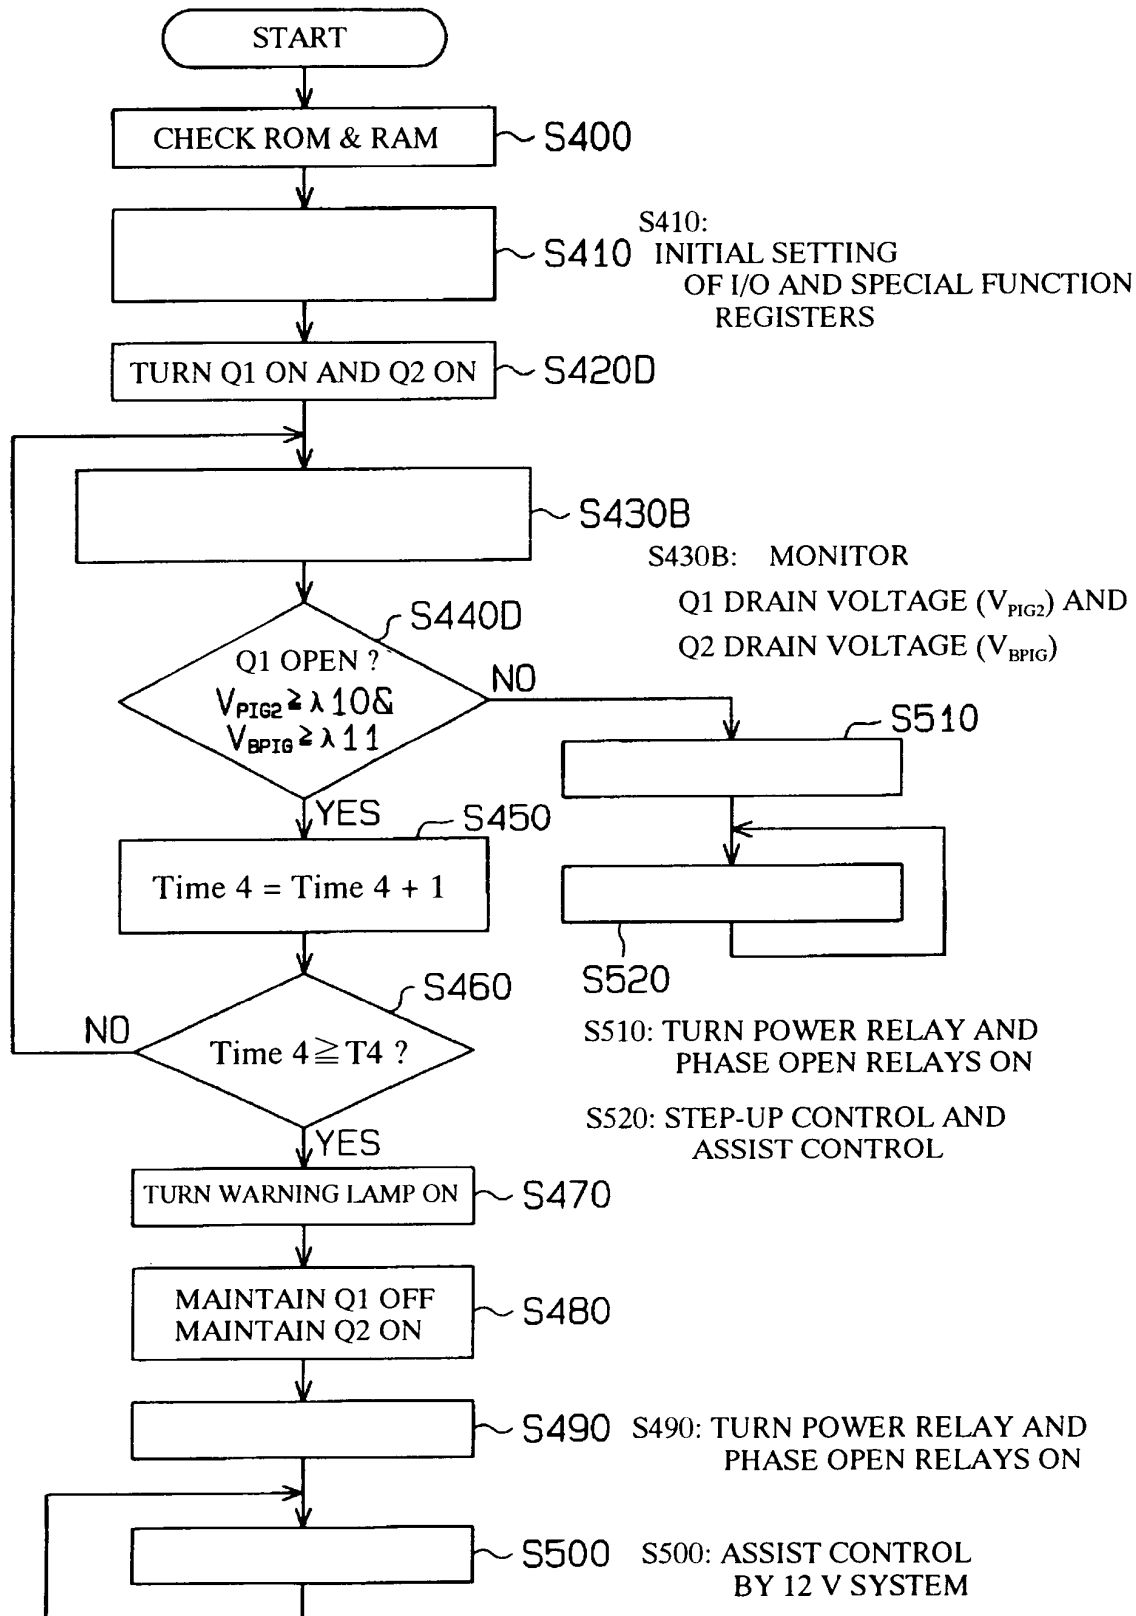 START
CHECK ROM & RAM
S400
S410
S410:
INITIAL SETTING
OF I/O AND SPECIAL FUNCTION
REGISTERS
TURN Q1 ON AND Q2 ON
S420D
S430B
S430B: MONITOR
Q1 DRAIN VOLTAGE (V_PIG2) AND
Q2 DRAIN VOLTAGE (V_BPIG)
S440D
Q1 OPEN ?
V_PIG2 ≧ λ10&
V_BPIG ≧ λ11
NO
YES
S510
S450
Time 4 = Time 4 + 1
S520
S460
NO
Time 4 ≧ T4 ?
YES
S510: TURN POWER RELAY AND
PHASE OPEN RELAYS ON
S520: STEP-UP CONTROL AND
ASSIST CONTROL
TURN WARNING LAMP ON
S470
MAINTAIN Q1 OFF
MAINTAIN Q2 ON
S480
S490
S490: TURN POWER RELAY AND
PHASE OPEN RELAYS ON
S500
S500: ASSIST CONTROL
BY 12 V SYSTEM